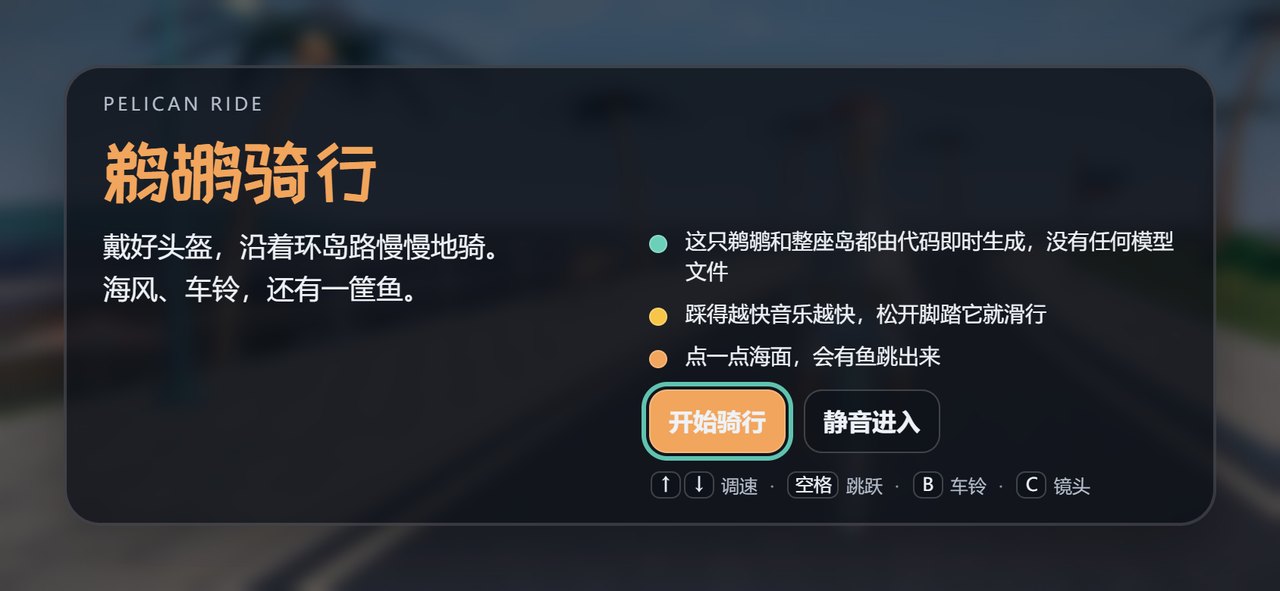 PELICAN RIDE
鹈鹕骑行
戴好头盔，沿着环岛路慢慢地骑。
海风、车铃，还有一筐鱼。
这只鹈鹕和整座岛都由代码即时生成，没有任何模型
文件
踩得越快音乐越快，松开脚踏它就滑行
点一点海面，会有鱼跳出来
开始骑行 静音进入
↑ ↓ 调速 · 空格 跳跃 · B 车铃 · C 镜头